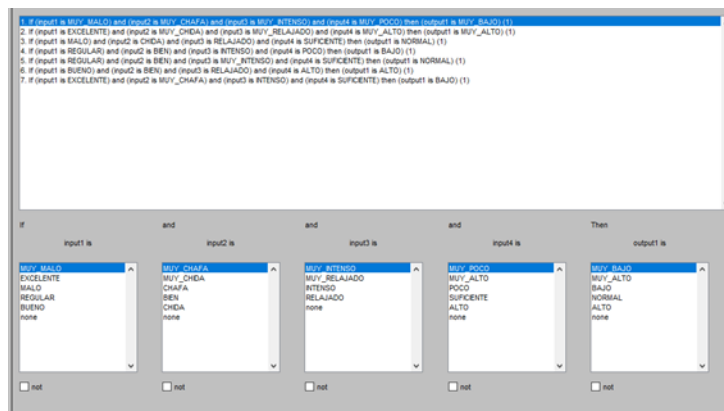 1. If (input1 is MUY_MALO) and (input2 is MUY_CHAFA) and (input3 is MUY_INTENSO) and (input4 is MUY_POCO) then (output1 is MUY_BAJO) (1)
2. If (input1 is EXCELENTE) and (input2 is MUY_CHIDA) and (input3 is MUY_RELAJADO) and (input4 is MUY_ALTO) then (output1 is MUY_ALTO) (1)
3. If (input1 is MALO) and (input2 is CHIDA) and (input3 is RELAJADO) and (input4 is SUFICIENTE) then (output1 is NORMAL) (1)
4. If (input1 is REGULAR) and (input2 is BIEN) and (input3 is INTENSO) and (input4 is POCO) then (output1 is BAJO) (1)
5. If (input1 is REGULAR) and (input2 is BIEN) and (input3 is MUY_INTENSO) and (input4 is SUFICIENTE) then (output1 is NORMAL) (1)
6. If (input1 is BUENO) and (input2 is BIEN) and (input3 is RELAJADO) and (input4 is ALTO) then (output1 is ALTO) (1)
7. If (input1 is EXCELENTE) and (input2 is MUY_CHAFA) and (input3 is INTENSO) and (input4 is SUFICIENTE) then (output1 is BAJO) (1)
If and and and Then
input1 is input2 is input3 is input4 is output1 is
MUY_MALO MUY_CHAFA MUY_INTENSO MUY_POCO MUY_BAJO
EXCELENTE MUY_CHIDA MUY_RELAJADO MUY_ALTO MUY_ALTO
MALO CHAFA INTENSO POCO BAJO
REGULAR BIEN RELAJADO SUFICIENTE NORMAL
BUENO CHIDA none ALTO ALTO
none none none none
not not not not not